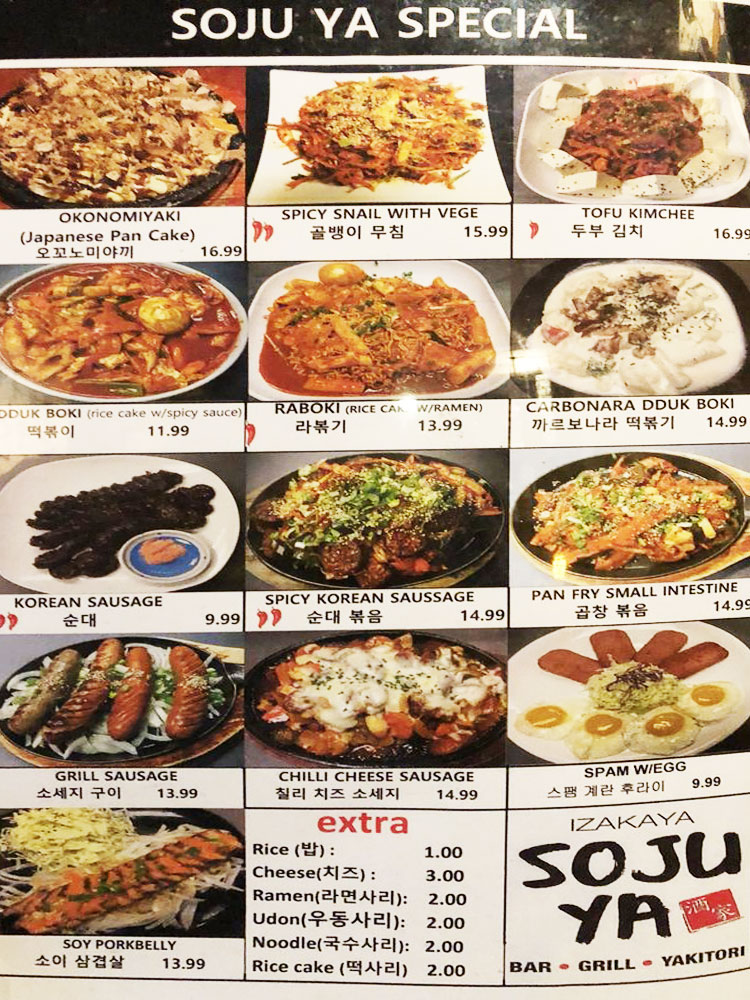 SOJU YA SPECIAL
OKONOMIYAKI
(Japanese Pan Cake)
오꼬노미야끼 16.99
SPICY SNAIL WITH VEGE
골뱅이 무침 15.99
TOFU KIMCHEE
두부 김치 16.99
DDUK BOKI (rice cake w/spicy sauce)
떡볶이 11.99
RABOKI (RICE CAKE W/RAMEN)
라볶기 13.99
CARBONARA DDUK BOKI
까르보나라 떡볶기 14.99
KOREAN SAUSAGE
순대 9.99
SPICY KOREAN SAUSSAGE
순대 볶음 14.99
PAN FRY SMALL INTESTINE
곱창 볶음 14.99
GRILL SAUSAGE
소세지 구이 13.99
CHILLI CHEESE SAUSAGE
칠리 치즈 소세지 14.99
SPAM W/EGG
스팸 계란 후라이 9.99
SOY PORKBELLY
소이 삼겹살 13.99
extra
Rice (밥) : 1.00
Cheese(치즈) : 3.00
Ramen(라면사리): 2.00
Udon(우동사리): 2.00
Noodle(국수사리): 2.00
Rice cake (떡사리) 2.00
IZAKAYA
SOJU
YA 酒家
BAR • GRILL • YAKITORI